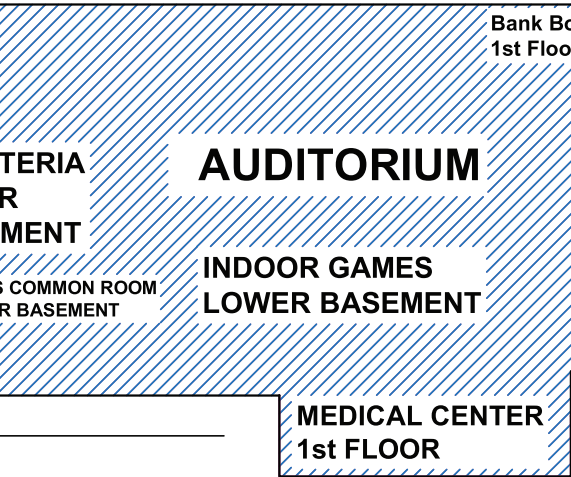 Bank Bo
1st Floo
AUDITORIUM
TERIA
R
MENT
INDOOR GAMES
LOWER BASEMENT
S COMMON ROOM
R BASEMENT
MEDICAL CENTER
1st FLOOR